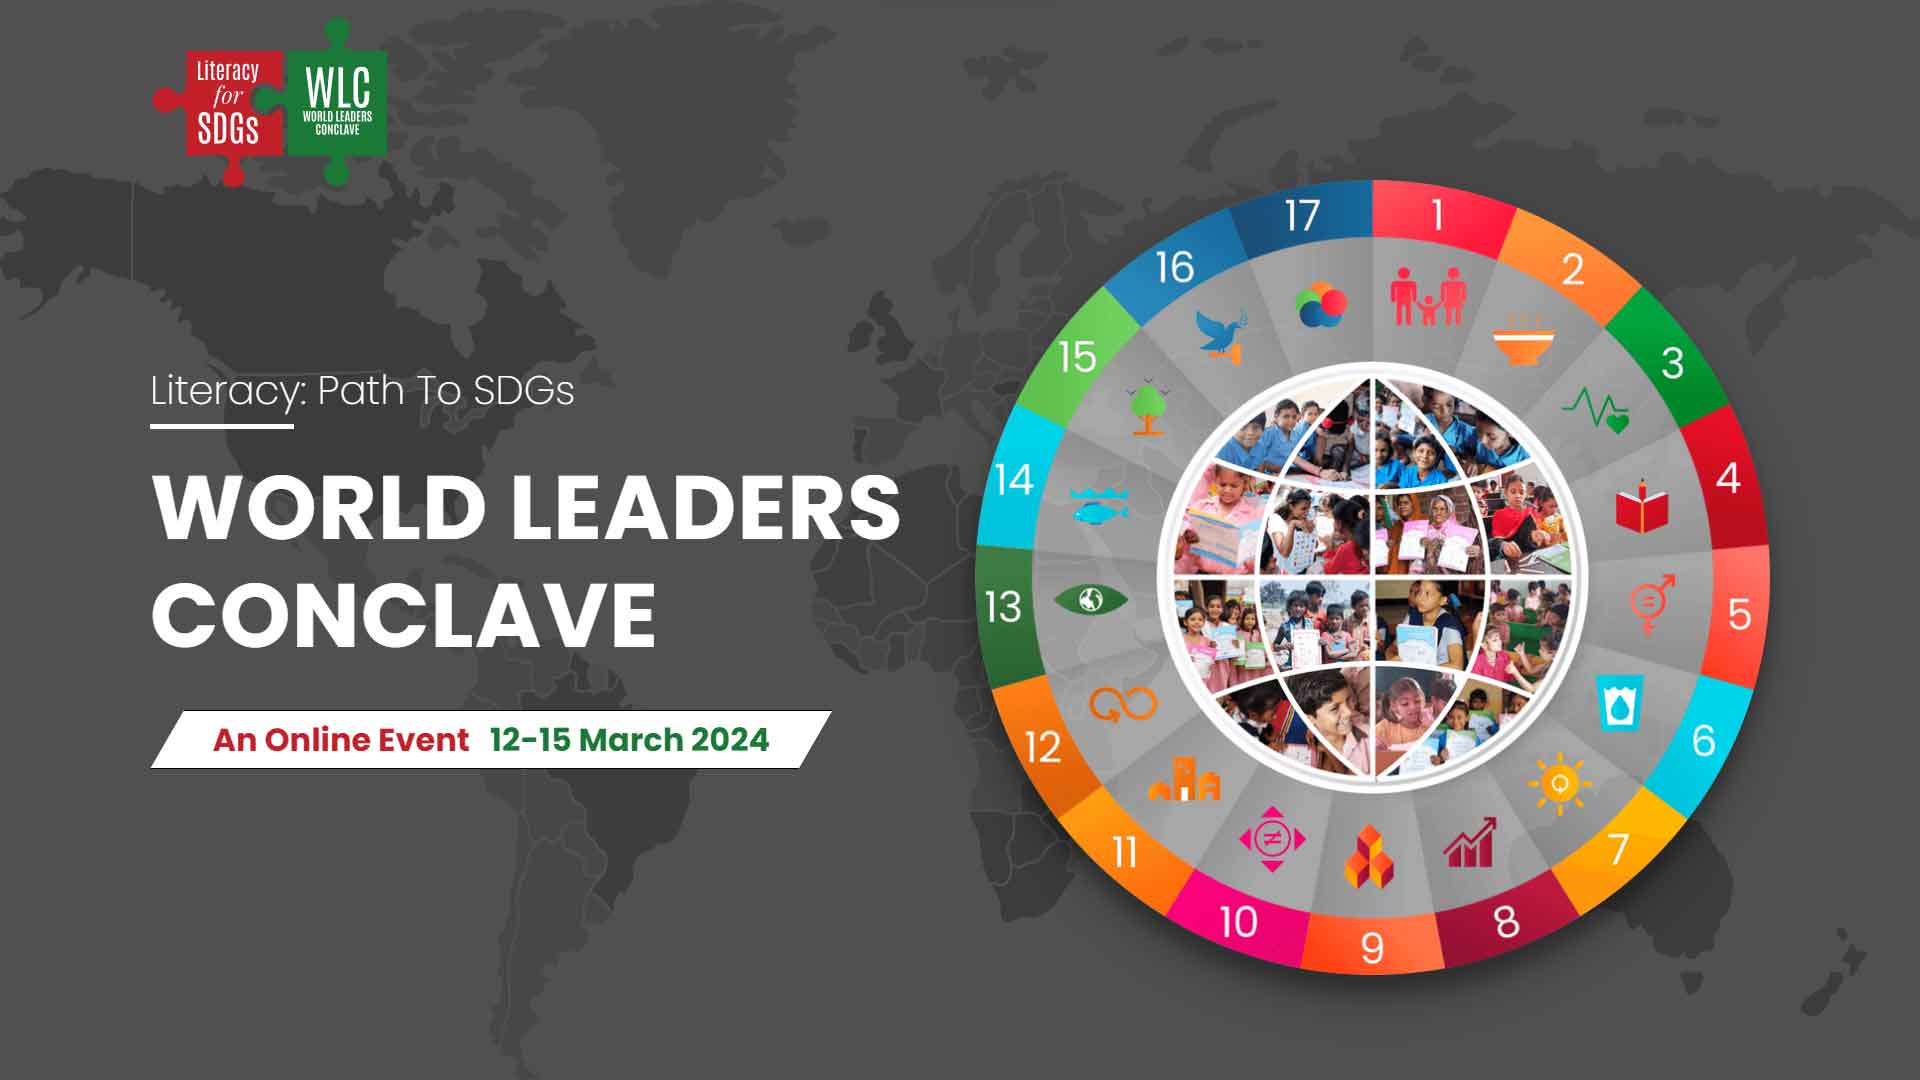 Literacy
for
SDGs
WLC
WORLD LEADERS
CONCLAVE
Literacy: Path To SDGs
WORLD LEADERS
CONCLAVE
An Online Event 12-15 March 2024
1
2
3
4
5
6
7
8
9
10
11
12
13
14
15
16
17